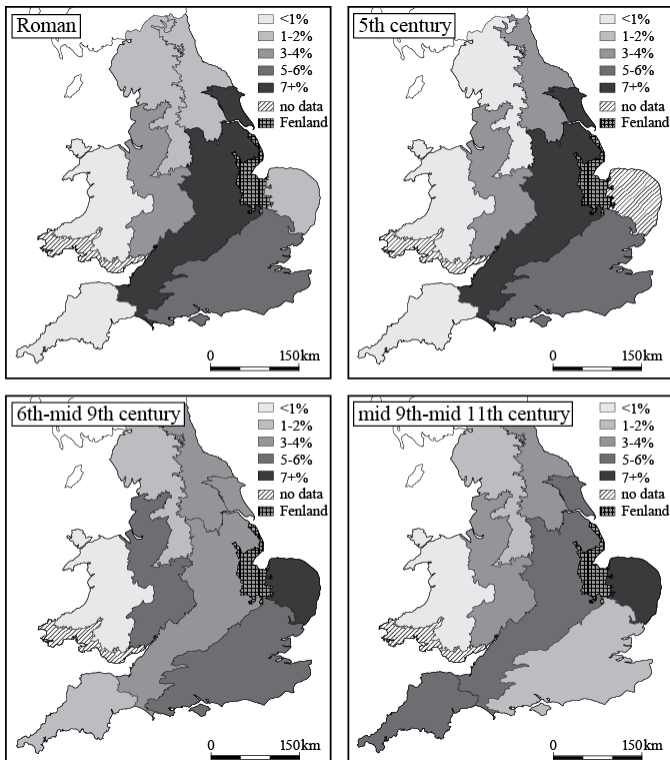 Roman
<1%
1-2%
3-4%
5-6%
7+%
no data
Fenland
0 150km
5th century
<1%
1-2%
3-4%
5-6%
7+%
no data
Fenland
0 150km
6th-mid 9th century
<1%
1-2%
3-4%
5-6%
7+%
no data
Fenland
0 150km
mid 9th-mid 11th century
<1%
1-2%
3-4%
5-6%
7+%
no data
Fenland
0 150km